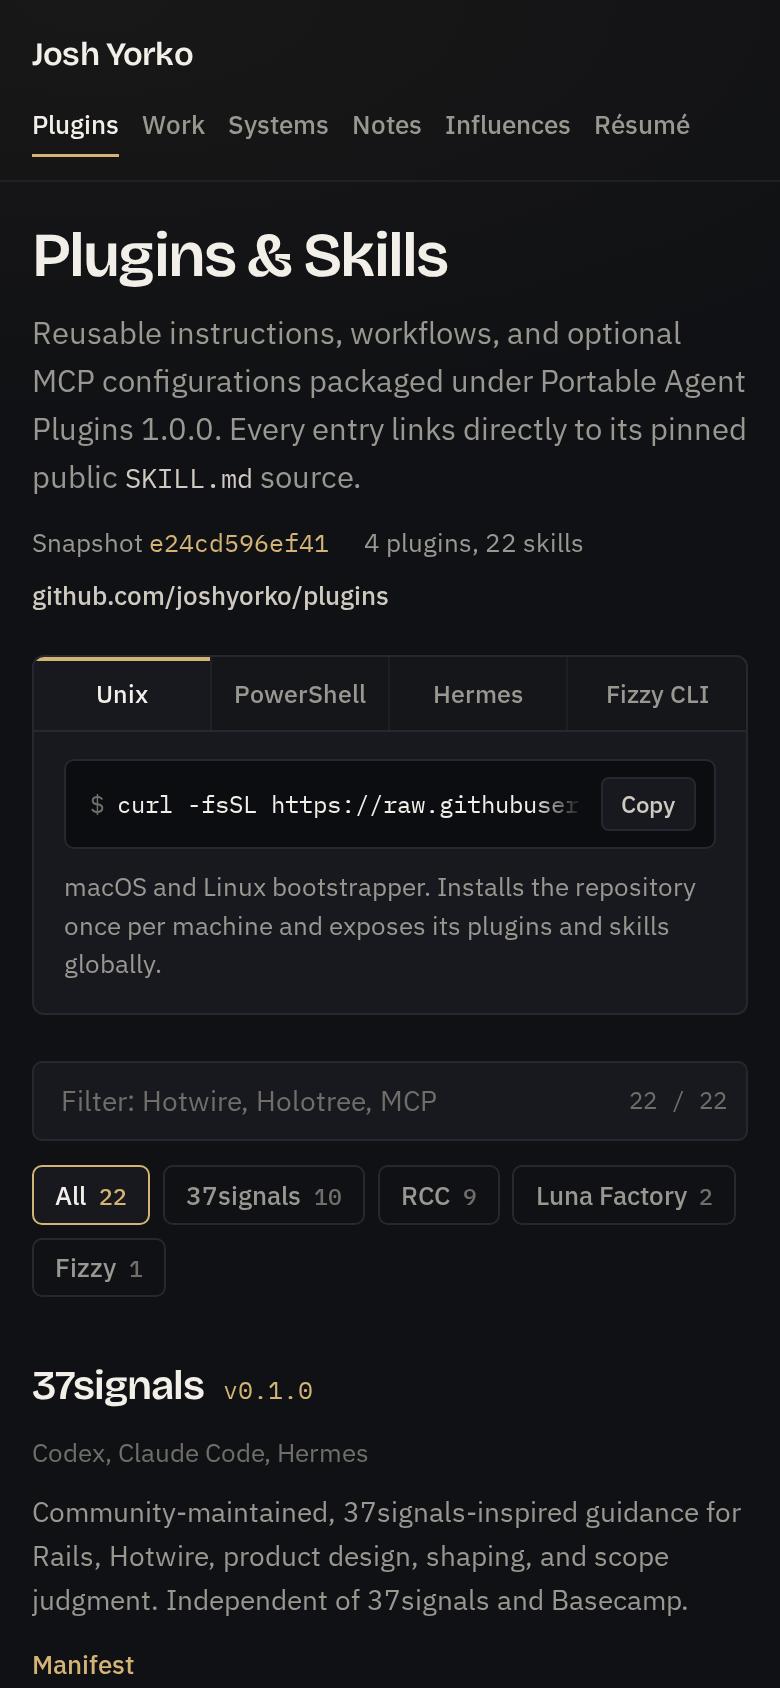 Josh Yorko
Plugins Work Systems Notes Influences Résumé
Plugins & Skills
Reusable instructions, workflows, and optional
MCP configurations packaged under Portable Agent
Plugins 1.0.0. Every entry links directly to its pinned
public SKILL.md source.
Snapshot e24cd596ef41 4 plugins, 22 skills
github.com/joshyorko/plugins
Unix PowerShell Hermes Fizzy CLI
$ curl -fsSL https://raw.githubuser Copy
macOS and Linux bootstrapper. Installs the repository
once per machine and exposes its plugins and skills
globally.
Filter: Hotwire, Holotree, MCP 22 / 22
All 22 37signals 10 RCC 9 Luna Factory 2
Fizzy 1
37signals v0.1.0
Codex, Claude Code, Hermes
Community-maintained, 37signals-inspired guidance for
Rails, Hotwire, product design, shaping, and scope
judgment. Independent of 37signals and Basecamp.
Manifest